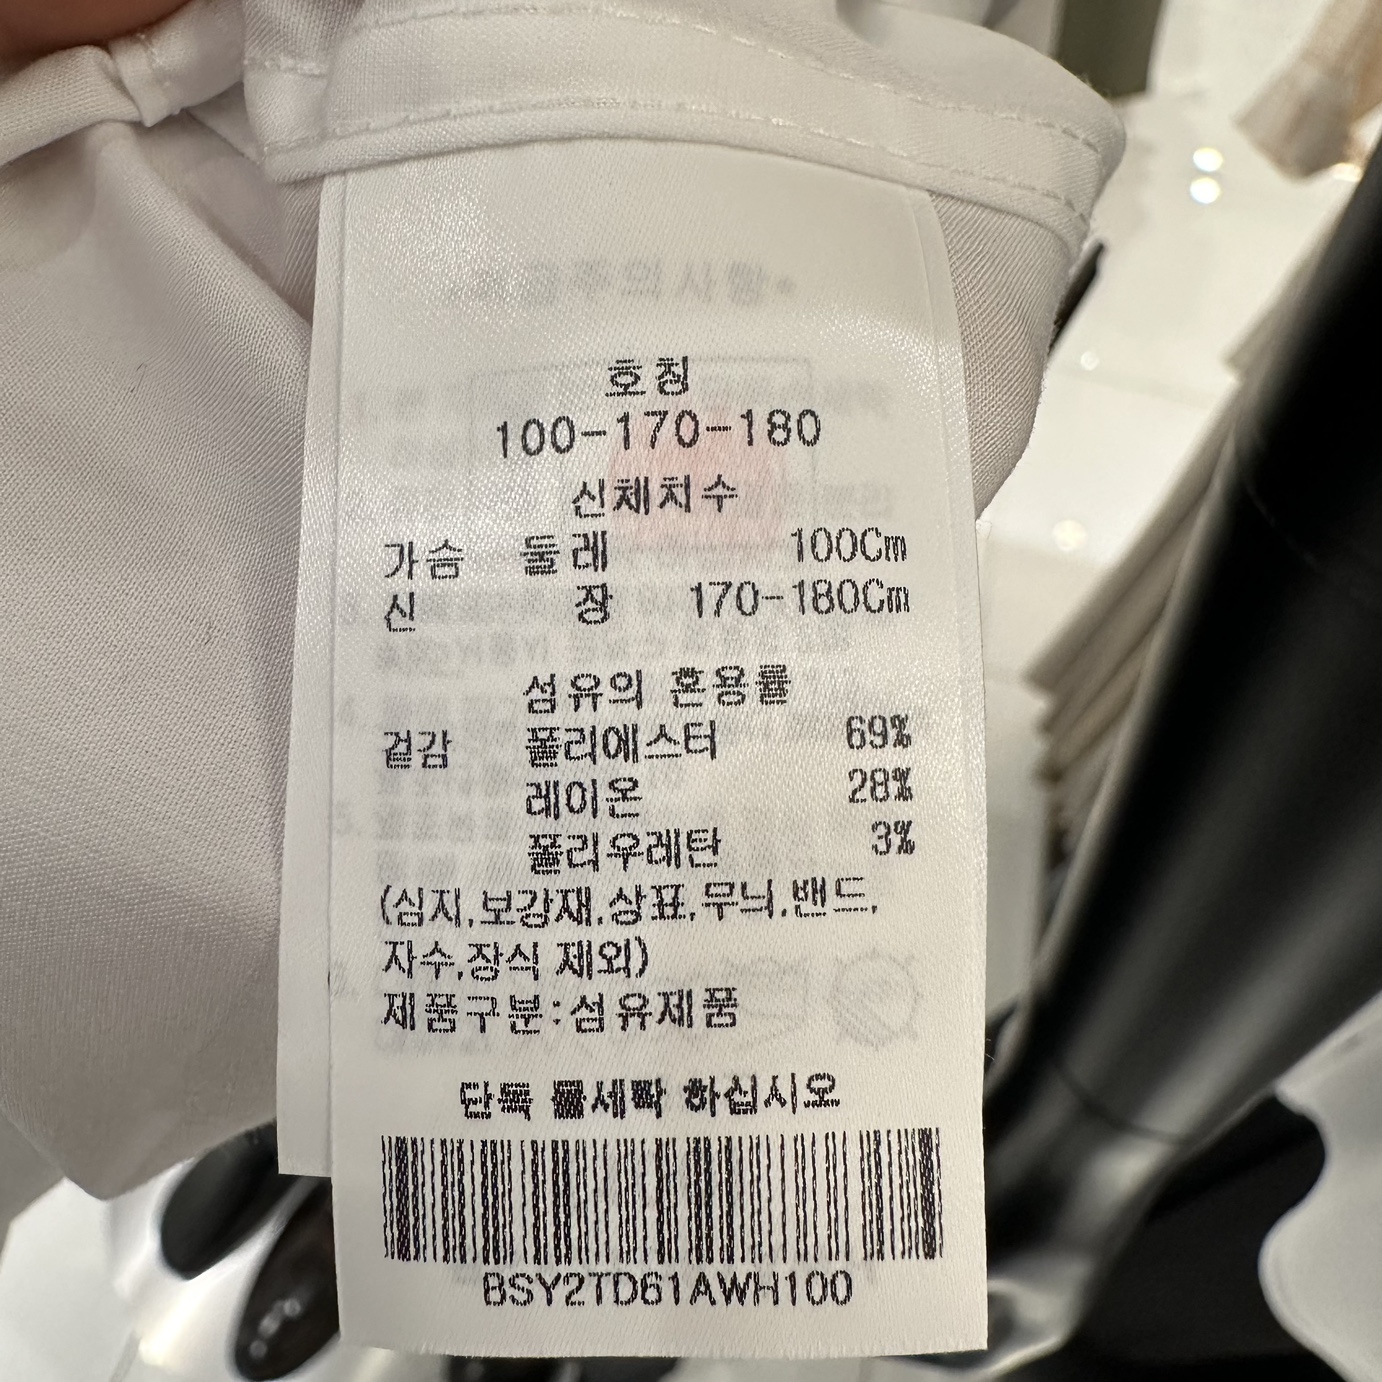 호칭
100-170-180
신체치수
가슴 둘레 100Cm
신 장 170-180Cm
섬유의 혼용률
겉감 폴리에스터 69%
레이온 28%
폴리우레탄 3%
(심지,보강재,상표,무늬,밴드,
자수,장식 제외)
제품구분:섬유제품
단독 물세탁 하십시오
BSY2TD61AWH100